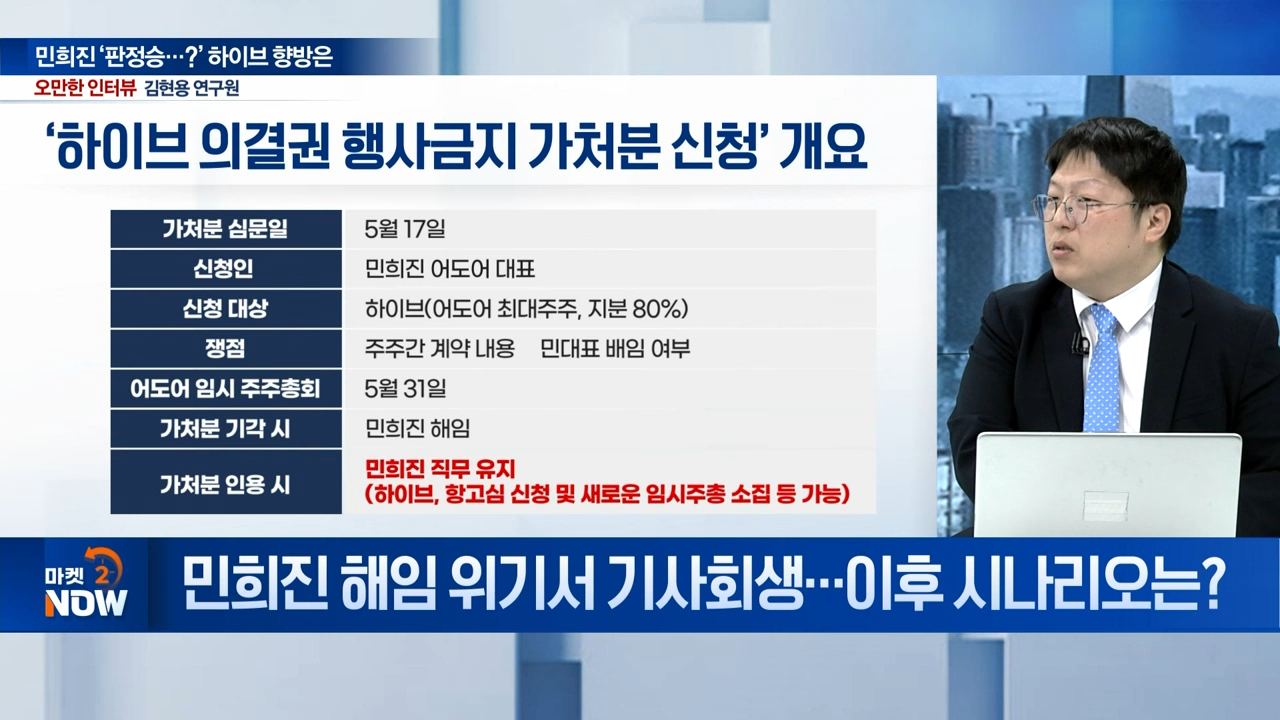 민희진 ‘판정승…?’ 하이브 향방은
오만한 인터뷰 김현용 연구원
‘하이브 의결권 행사금지 가처분 신청’ 개요
가처분 심문일 5월 17일
신청인 민희진 어도어 대표
신청 대상 하이브(어도어 최대주주, 지분 80%)
쟁점 주주간 계약 내용 민대표 배임 여부
어도어 임시 주주총회 5월 31일
가처분 기각 시 민희진 해임
가처분 인용 시 민희진 직무 유지
(하이브, 항고심 신청 및 새로운 임시주총 소집 등 가능)
마켓 2
NOW
민희진 해임 위기서 기사회생…이후 시나리오는?